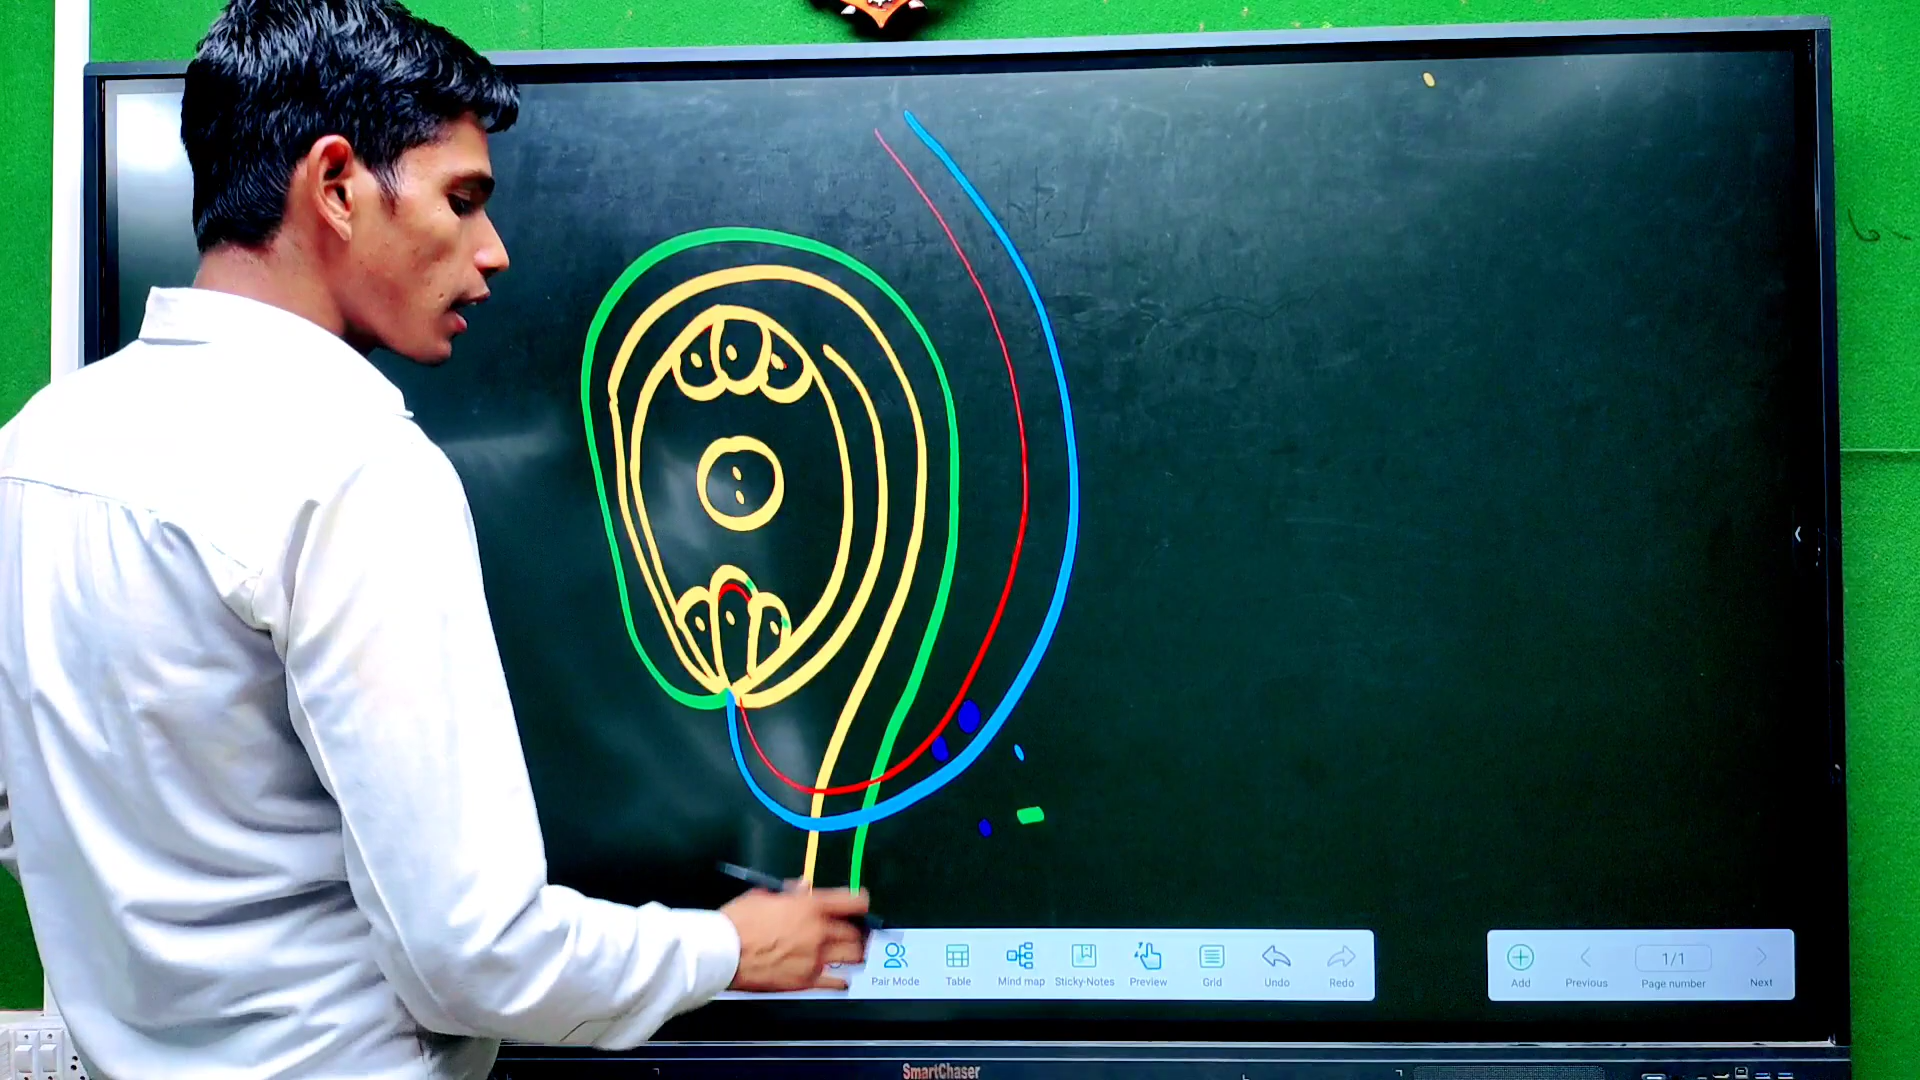 Pair Mode
Table
Mind map
Sticky-Notes
Preview
Grid
Undo
Redo
Add
Previous
1/1
Page number
Next
SmartChaser